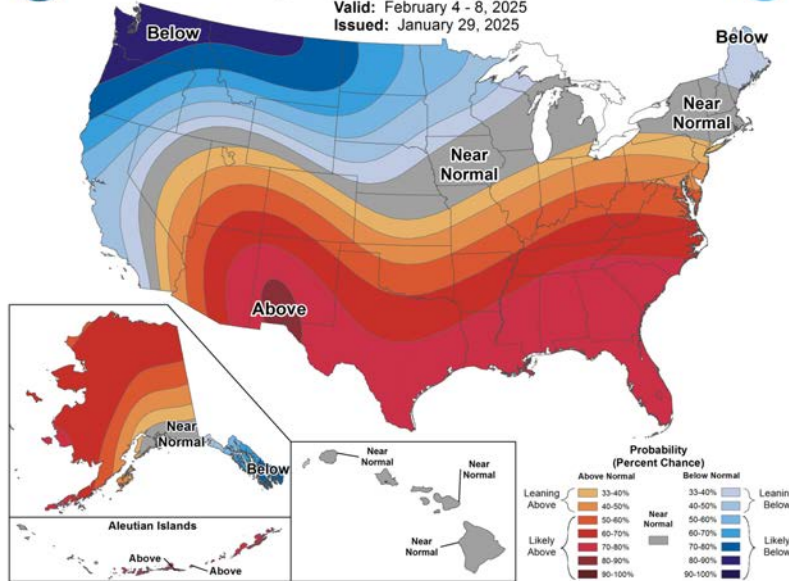 Valid: February 4 - 8, 2025
Issued: January 29, 2025
Below
Below
Near
Normal
Near
Normal
Above
Near
Normal
Below
Aleutian Islands
Above
Above
Near
Normal
Near
Normal
Near
Normal
Probability
(Percent Chance)
Above Normal Below Normal
Leaning
Above
Likely
Above
33-40%
40-50%
50-60%
60-70%
70-80%
80-90%
90-100%
Near
Normal
33-40%
40-50%
50-60%
60-70%
70-80%
80-90%
90-100%
Leaning
Below
Likely
Below